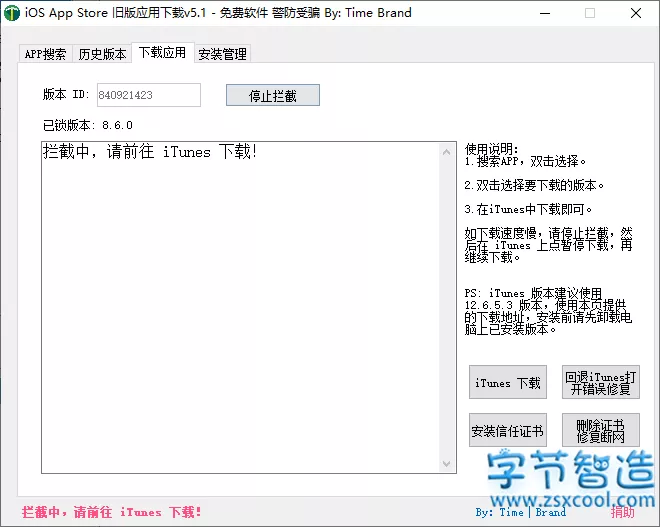 iOS App Store 旧版应用下载v5.1 - 免费软件 警防受骗 By: Time Brand
APP搜索 历史版本 下载应用 安装管理
版本 ID: 840921423 停止拦截
已锁版本: 8.6.0
拦截中,请前往 iTunes 下载!
使用说明:
1.搜索APP,双击选择。
2.双击选择要下载的版本。
3.在iTunes中下载即可。
如下载速度慢,请停止拦截,然
后在 iTunes 上点暂停下载,再
继续下载。
PS: iTunes 版本建议使用
12.6.5.3 版本,使用本页提供
的下载地址,安装前请先卸载电
脑上已安装版本。
iTunes 下载
回退iTunes打
开错误修复
安装信任证书
删除证书
修复断网
字节智造
www.zsxcool.com
拦截中,请前往 iTunes 下载!
By: Time|Brand
捐助